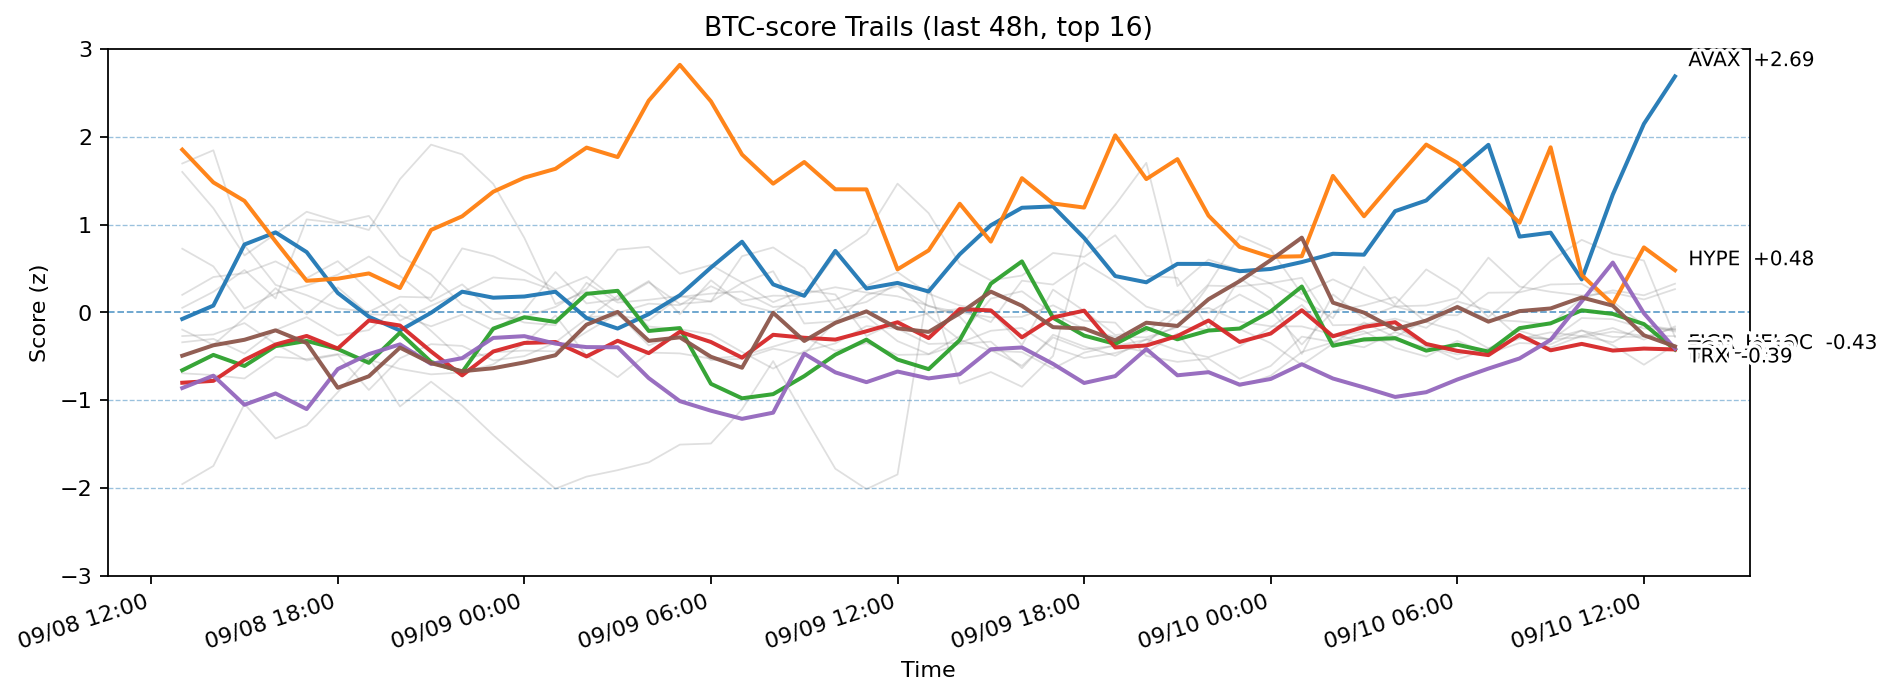 BTC-score Trails (last 48h, top 16)
Score (z)
3
2
1
0
−1
−2
−3
AVAX +2.69
HYPE +0.48
-0.43
TRX -0.39
09/08 12:00
09/08 18:00
09/09 00:00
09/09 06:00
09/09 12:00
09/09 18:00
09/10 00:00
09/10 06:00
09/10 12:00
Time